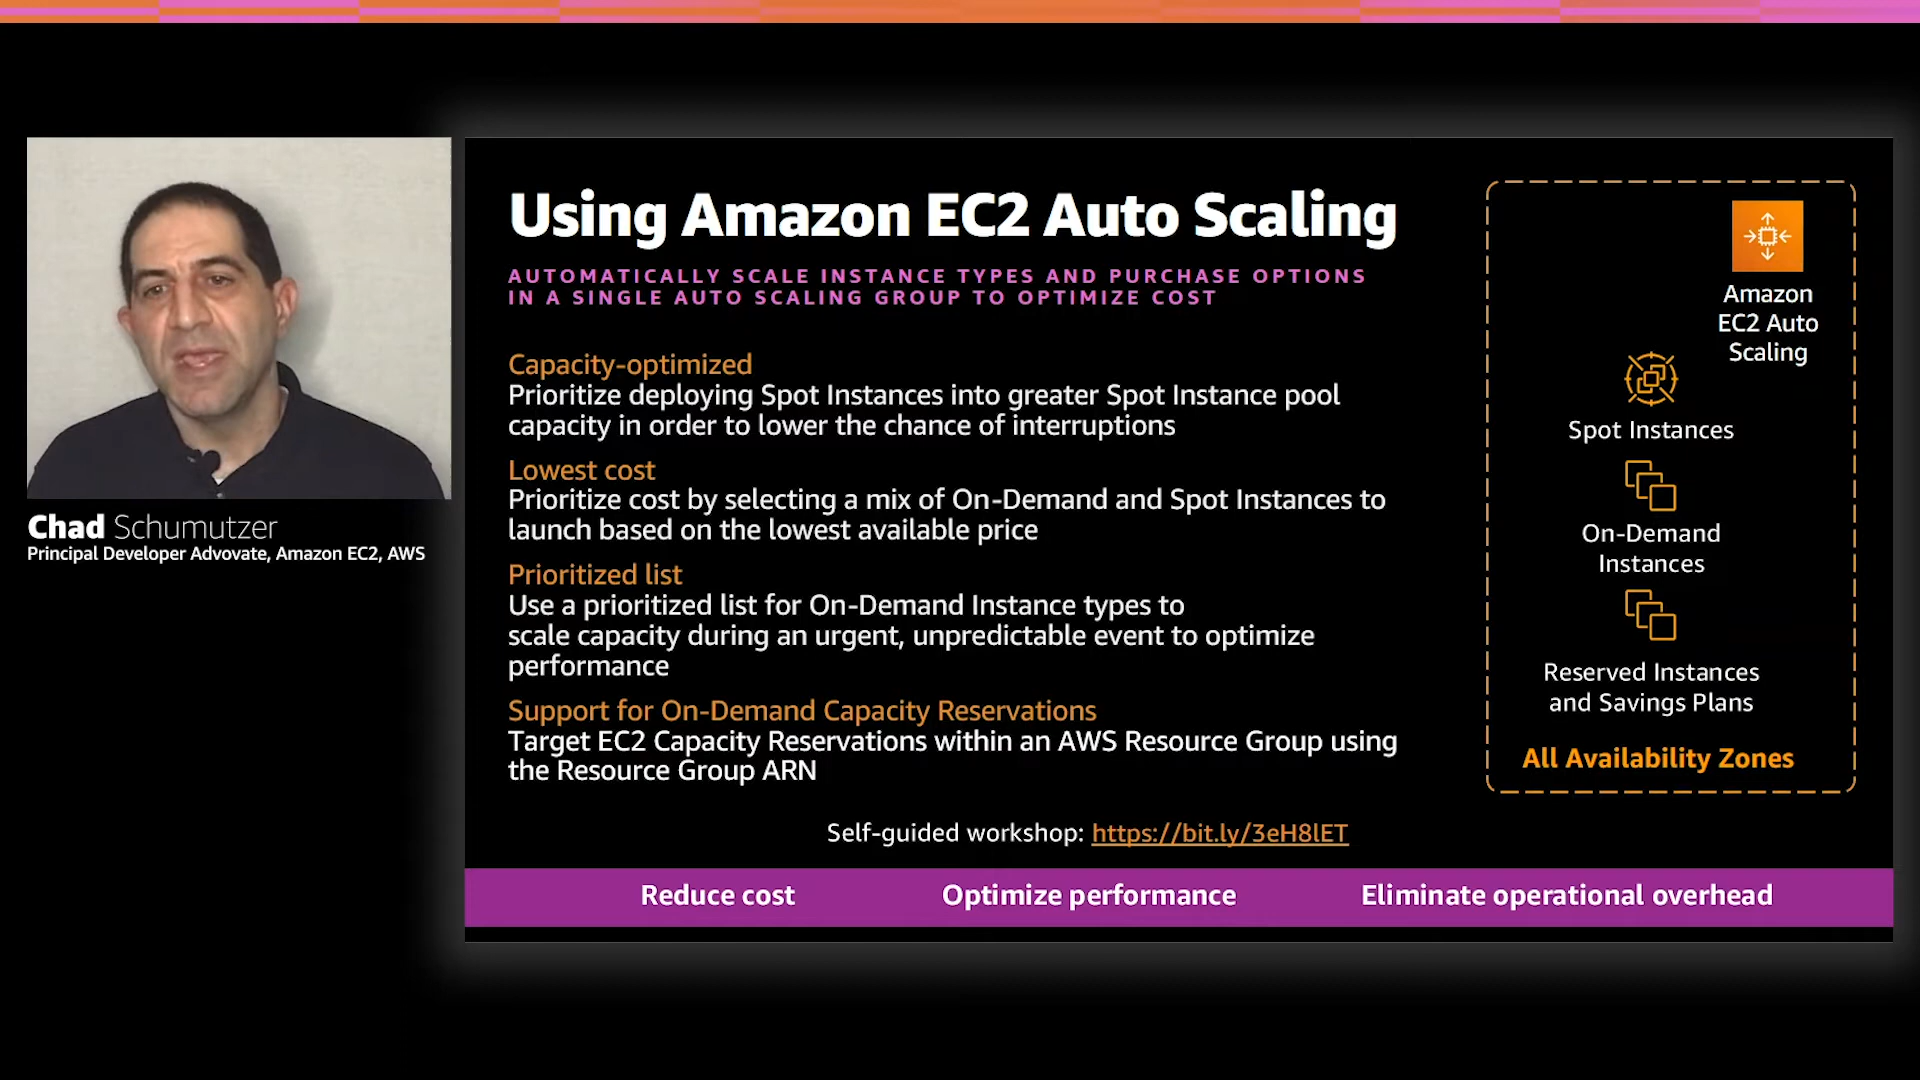 Using Amazon EC2 Auto Scaling
AUTOMATICALLY SCALE INSTANCE TYPES AND PURCHASE OPTIONS
IN A SINGLE AUTO SCALING GROUP TO OPTIMIZE COST
Capacity-optimized
Prioritize deploying Spot Instances into greater Spot Instance pool
capacity in order to lower the chance of interruptions
Lowest cost
Prioritize cost by selecting a mix of On-Demand and Spot Instances to
launch based on the lowest available price
Prioritized list
Use a prioritized list for On-Demand Instance types to
scale capacity during an urgent, unpredictable event to optimize
performance
Support for On-Demand Capacity Reservations
Target EC2 Capacity Reservations within an AWS Resource Group using
the Resource Group ARN
Self-guided workshop: https://bit.ly/3eH8lET
Amazon
EC2 Auto
Scaling
Spot Instances
On-Demand
Instances
Reserved Instances
and Savings Plans
All Availability Zones
Reduce cost
Optimize performance
Eliminate operational overhead
Chad Schumutzer
Principal Developer Advovate, Amazon EC2, AWS